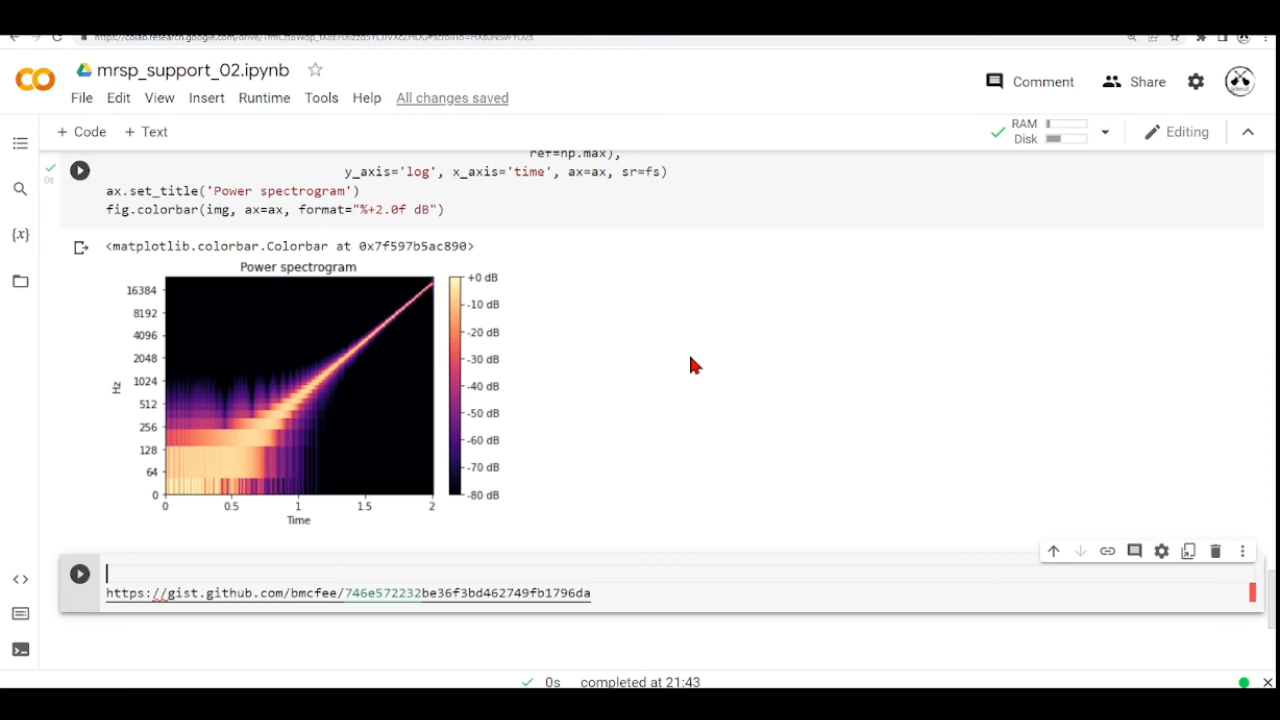 mrsp_support_02.ipynb
File Edit View Insert Runtime Tools Help All changes saved
Comment Share
+ Code + Text
RAM
Disk
Editing
ref=np.max),
0s
y_axis='log', x_axis='time', ax=ax, sr=fs)
ax.set_title('Power spectrogram')
fig.colorbar(img, ax=ax, format="%+2.0f dB")
{x}
<matplotlib.colorbar.Colorbar at 0x7f597b5ac890>
Power spectrogram
+0 dB
16384
-10 dB
8192
-20 dB
4096
-30 dB
2048
-40 dB
1024
Hz
512
-50 dB
256
-60 dB
128
-70 dB
64
0
-80 dB
0 0.5 1 1.5 2
Time
https://gist.github.com/bmcfee/746e572232be36f3bd462749fb1796da
0s completed at 21:43